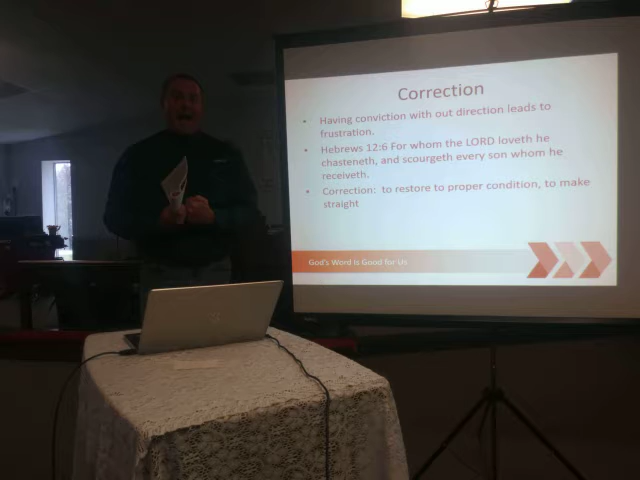 Correction
• Having conviction with out direction leads to
frustration.
• Hebrews 12:6 For whom the LORD loveth he
chasteneth, and scourgeth every son whom he
receiveth.
• Correction: to restore to proper condition, to make
straight
God's Word is Good for Us